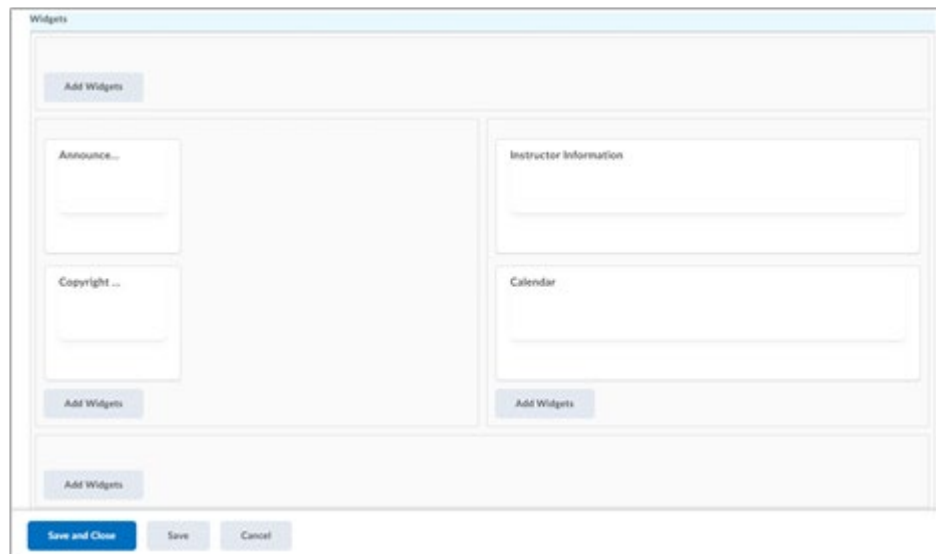 Widgets
Add Widgets
Announce...
Copyright ...
Add Widgets
Instructor Information
Calendar
Add Widgets
Add Widgets
Save and Close
Save
Cancel